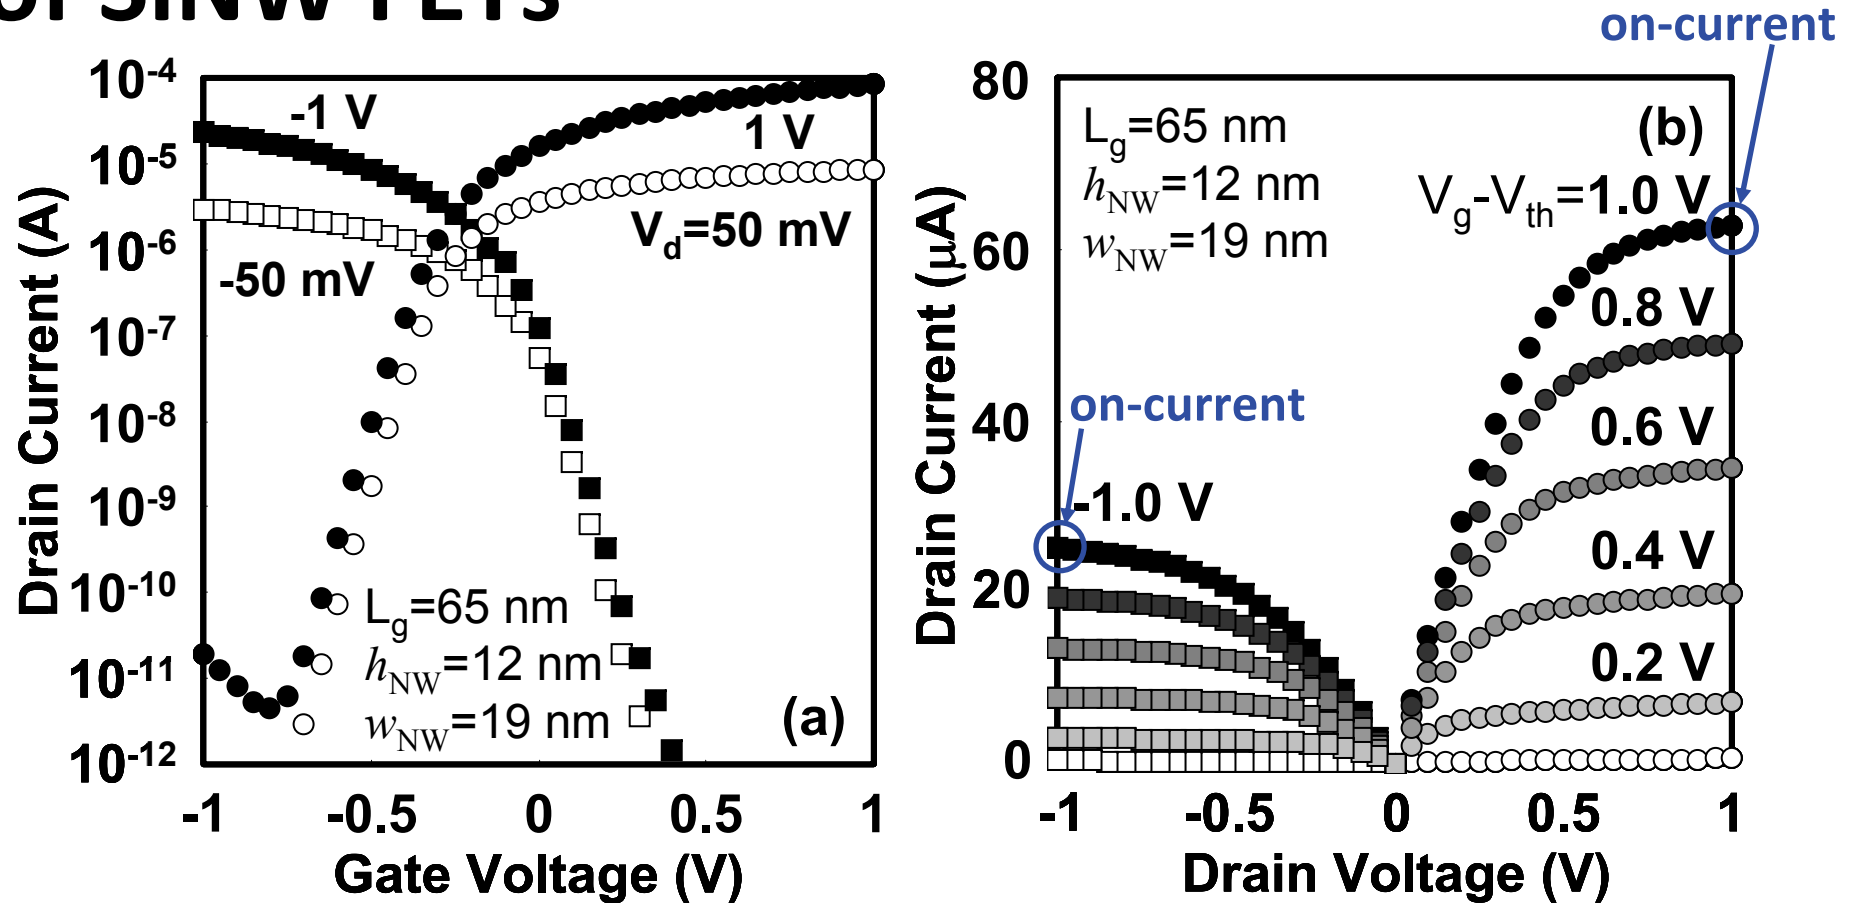 of SiNW FETs
on-current
10-4
10-5
10-6
10-7
10-8
10-9
10-10
10-11
10-12
Drain Current (A)
-1 V
1 V
Vd=50 mV
-50 mV
Lg=65 nm
hNW=12 nm
wNW=19 nm
(a)
-1
-0.5
0
0.5
1
Gate Voltage (V)
80
60
40
20
0
Drain Current (μA)
Lg=65 nm
hNW=12 nm
wNW=19 nm
(b)
Vg-Vth=1.0 V
0.8 V
0.6 V
0.4 V
0.2 V
on-current
-1.0 V
-1
-0.5
0
0.5
1
Drain Voltage (V)